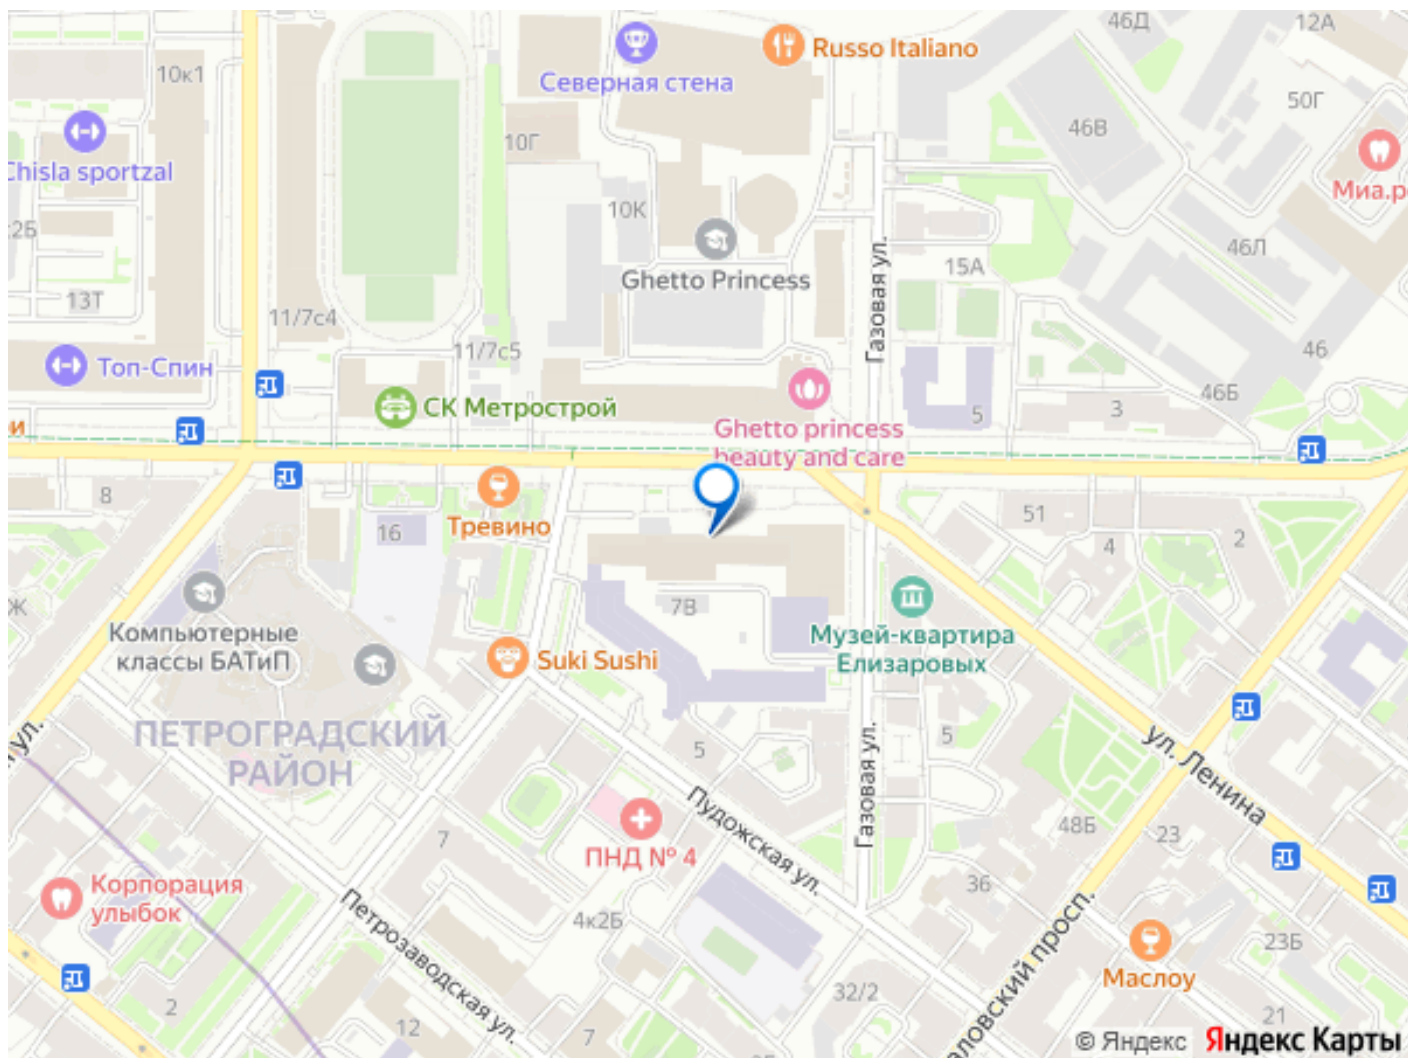 46Д
12А
Russo Italiano
10к1
Северная стена
50Г
46В
10Г
Chisla sportzal
Миа.р
10К
25
46Л
Газовая ул.
15А
Ghetto Princess
13Т
11/7с4
46
11/7с5
Топ-Спин
46Б
СК Метрострой
3
5
и
Ghetto princess
beauty and care
8
51
Тревино
16
2
4
Ж
7В
Компьютерные
классы БАТиП
Музей-квартира
Елизаровых
Suki Sushi
ПЕТРОГРАДСКИЙ
РАЙОН
ул.
5
5
ул. Ленина
Газовая ул.
Пудожская ул.
7
48Б
23
ПНД № 4
Корпорация
улыбок
36
Петрозаводская ул.
4к2Б
23Б
Маслоу
аловский просп.
32/2
2
12
7
21
© Яндекс Яндекс Карты